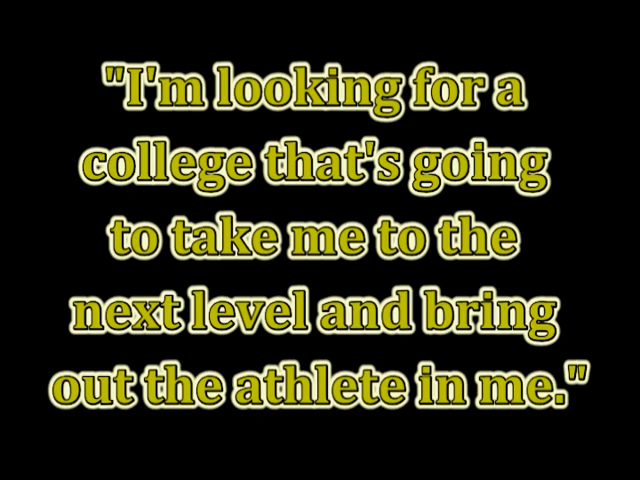 "I'm looking for a
college that's going
to take me to the
next level and bring
out the athlete in me."